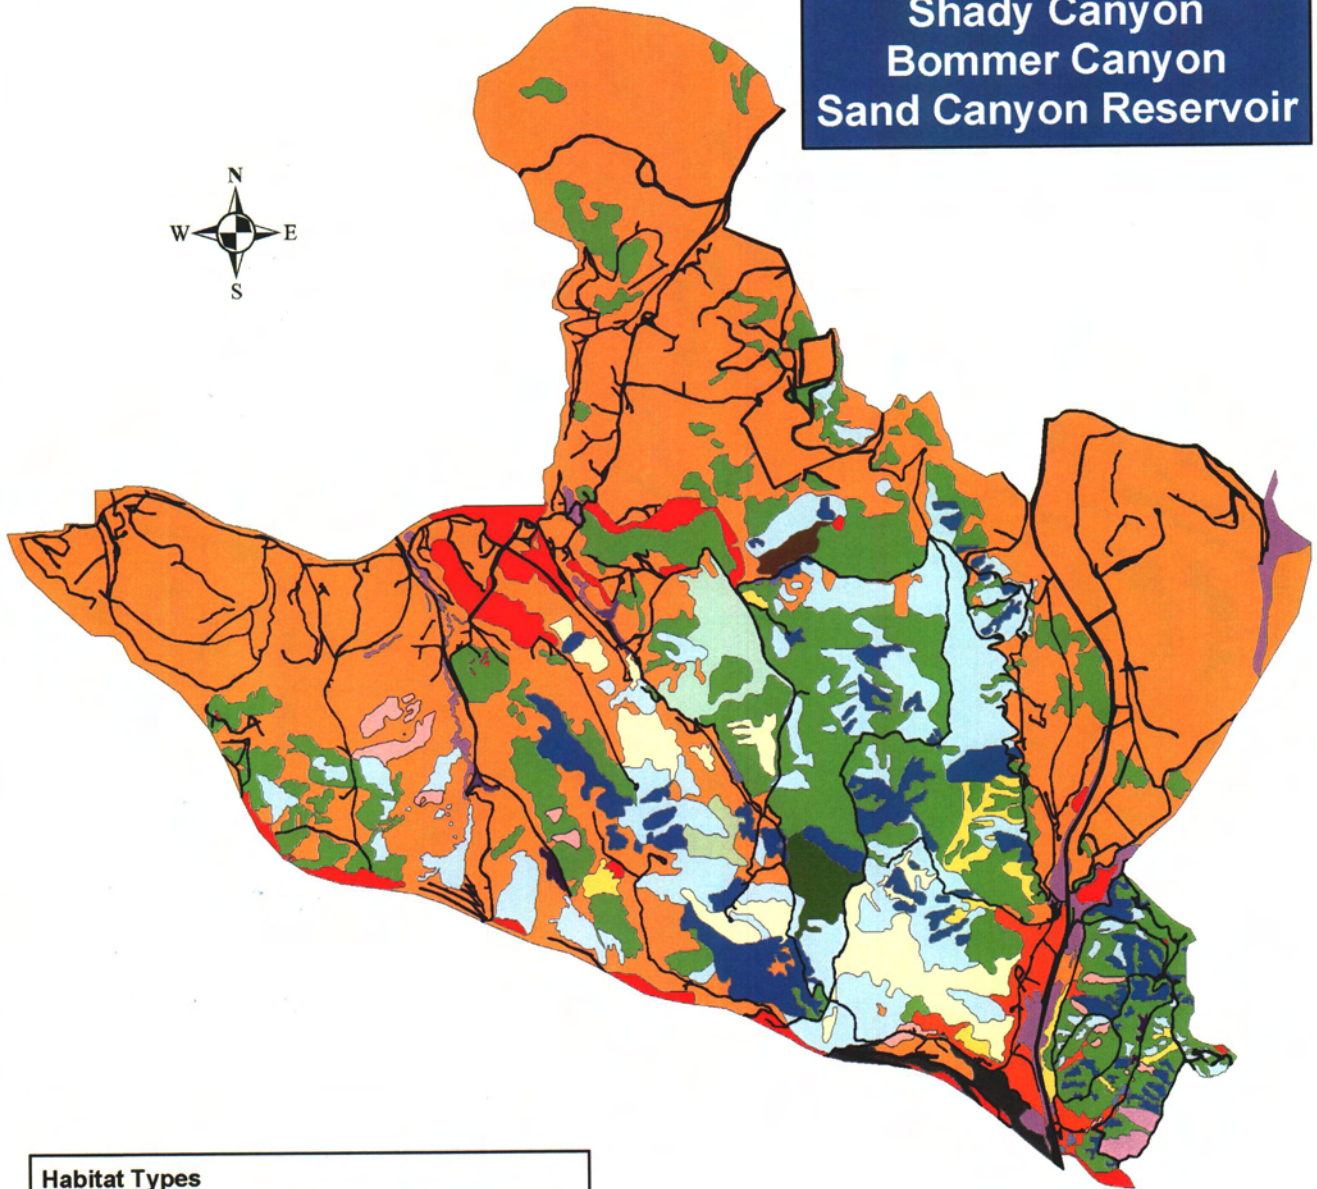 Shady Canyon
Bommer Canyon
Sand Canyon Reservoir
N
W E
S
Habitat Types